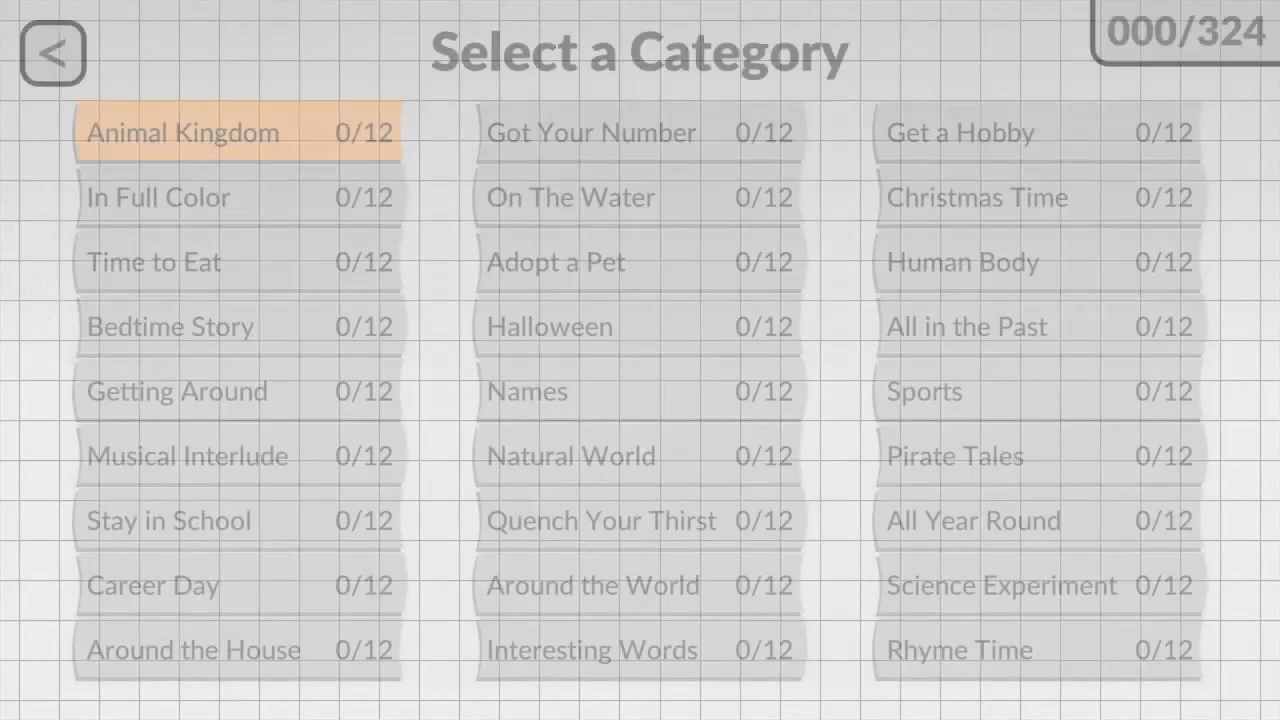 <
Select a Category
000/324
Animal Kingdom 0/12
In Full Color 0/12
Time to Eat 0/12
Bedtime Story 0/12
Getting Around 0/12
Musical Interlude 0/12
Stay in School 0/12
Career Day 0/12
Around the House 0/12
Got Your Number 0/12
On The Water 0/12
Adopt a Pet 0/12
Halloween 0/12
Names 0/12
Natural World 0/12
Quench Your Thirst 0/12
Around the World 0/12
Interesting Words 0/12
Get a Hobby 0/12
Christmas Time 0/12
Human Body 0/12
All in the Past 0/12
Sports 0/12
Pirate Tales 0/12
All Year Round 0/12
Science Experiment 0/12
Rhyme Time 0/12